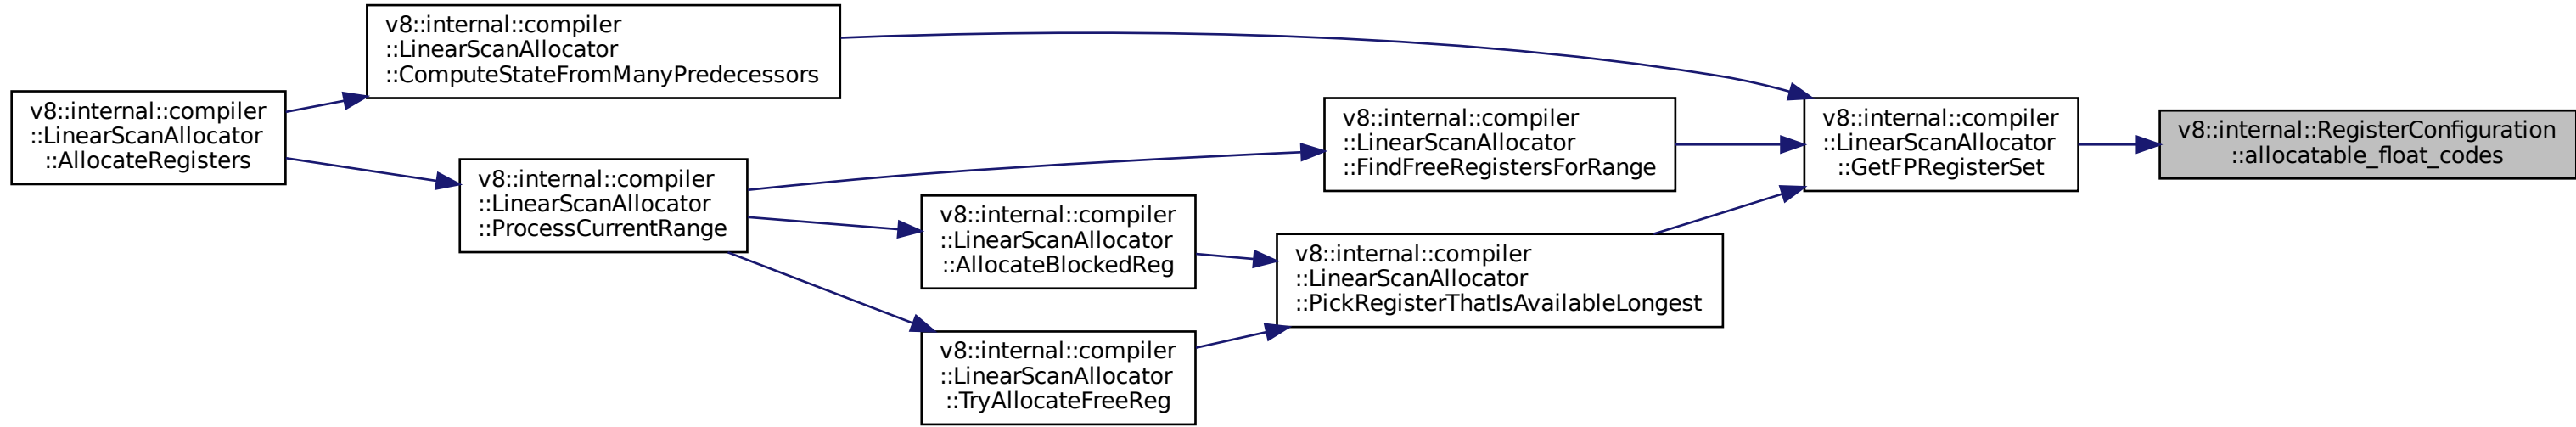 v8::internal::compiler
::LinearScanAllocator
::ComputeStateFromManyPredecessors
v8::internal::compiler
::LinearScanAllocator
::AllocateRegisters
v8::internal::compiler
::LinearScanAllocator
::ProcessCurrentRange
v8::internal::compiler
::LinearScanAllocator
::AllocateBlockedReg
v8::internal::compiler
::LinearScanAllocator
::TryAllocateFreeReg
v8::internal::compiler
::LinearScanAllocator
::FindFreeRegistersForRange
v8::internal::compiler
::LinearScanAllocator
::PickRegisterThatIsAvailableLongest
v8::internal::compiler
::LinearScanAllocator
::GetFPRegisterSet
v8::internal::RegisterConfiguration
::allocatable_float_codes